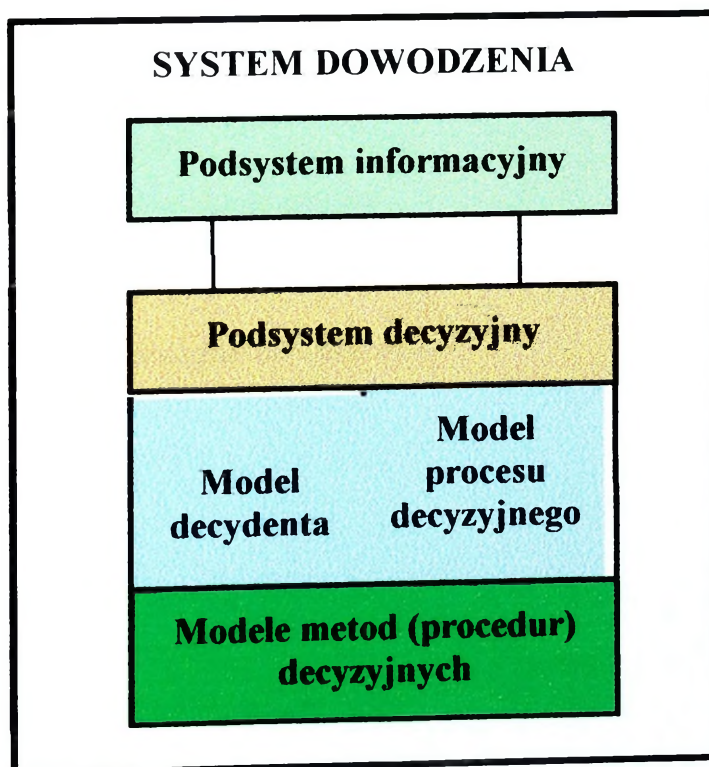 SYSTEM DOWODZENIA
Podsystem informacyjny
Podsystem decyzyjny
Model
decydenta
Model
procesu
decyzyjnego
Modele metod (procedur)
decyzyjnych